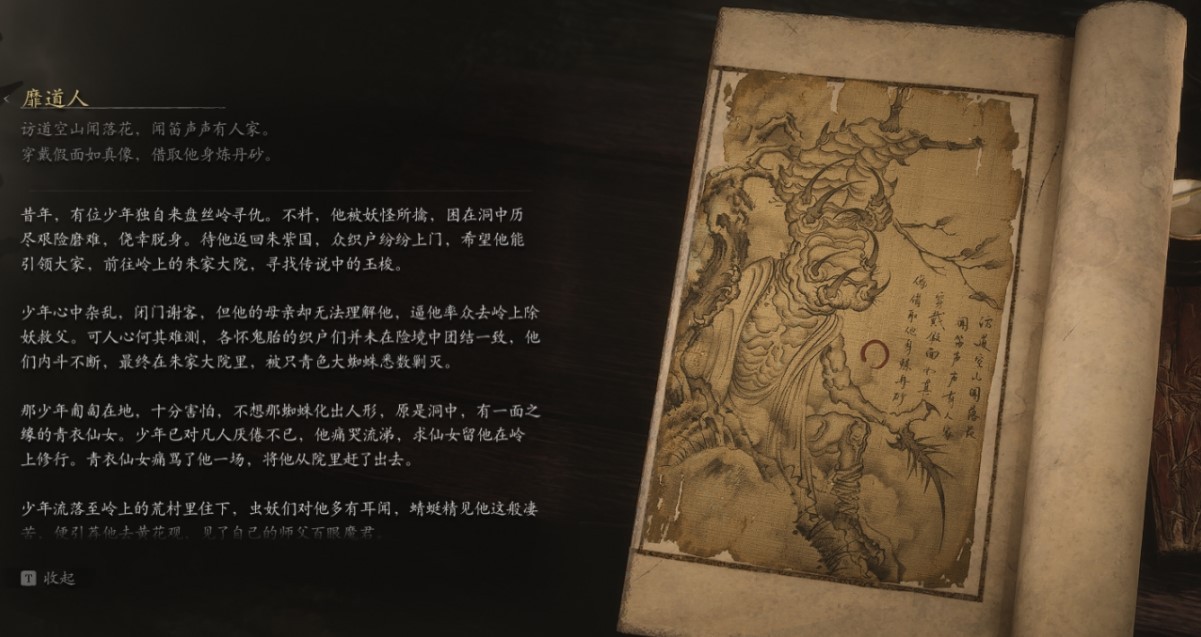 靡道人
访道空山闻落花，闻笛声声有人家。
穿戴假面如真像，借取他身炼丹砂。
昔年，有位少年独自来盘丝岭寻仇。不料，他被妖怪所擒，困在洞中历
尽艰险磨难，侥幸脱身。待他返回朱紫国，众织户纷纷上门，希望他能
引领大家，前往岭上的朱家大院，寻找传说中的玉梭。
少年心中杂乱，闭门谢客，但他的母亲却无法理解他，逼他率众去岭上除
妖救父。可人心何其难测，各怀鬼胎的织户们并未在险境中团结一致，他
们内斗不断，最终在朱家大院里，被只青色大蜘蛛悉数剿灭。
那少年匍匐在地，十分害怕，不想那蜘蛛化出人形，原是洞中，有一面之
缘的青衣仙女。少年已对凡人厌倦不已，他痛哭流涕，求仙女留他在岭
上修行。青衣仙女痛骂了他一场，将他从院里赶了出去。
少年流落至岭上的荒村里住下，虫妖们对他多有耳闻，蜻蜓精见他这般凄
苦，便引荐他去黄花观，见了自己的师父百眼魔君。
T 收起
访道空山闻落花
闻笛声声有人家
穿戴假面如真
像借取他身炼丹砂